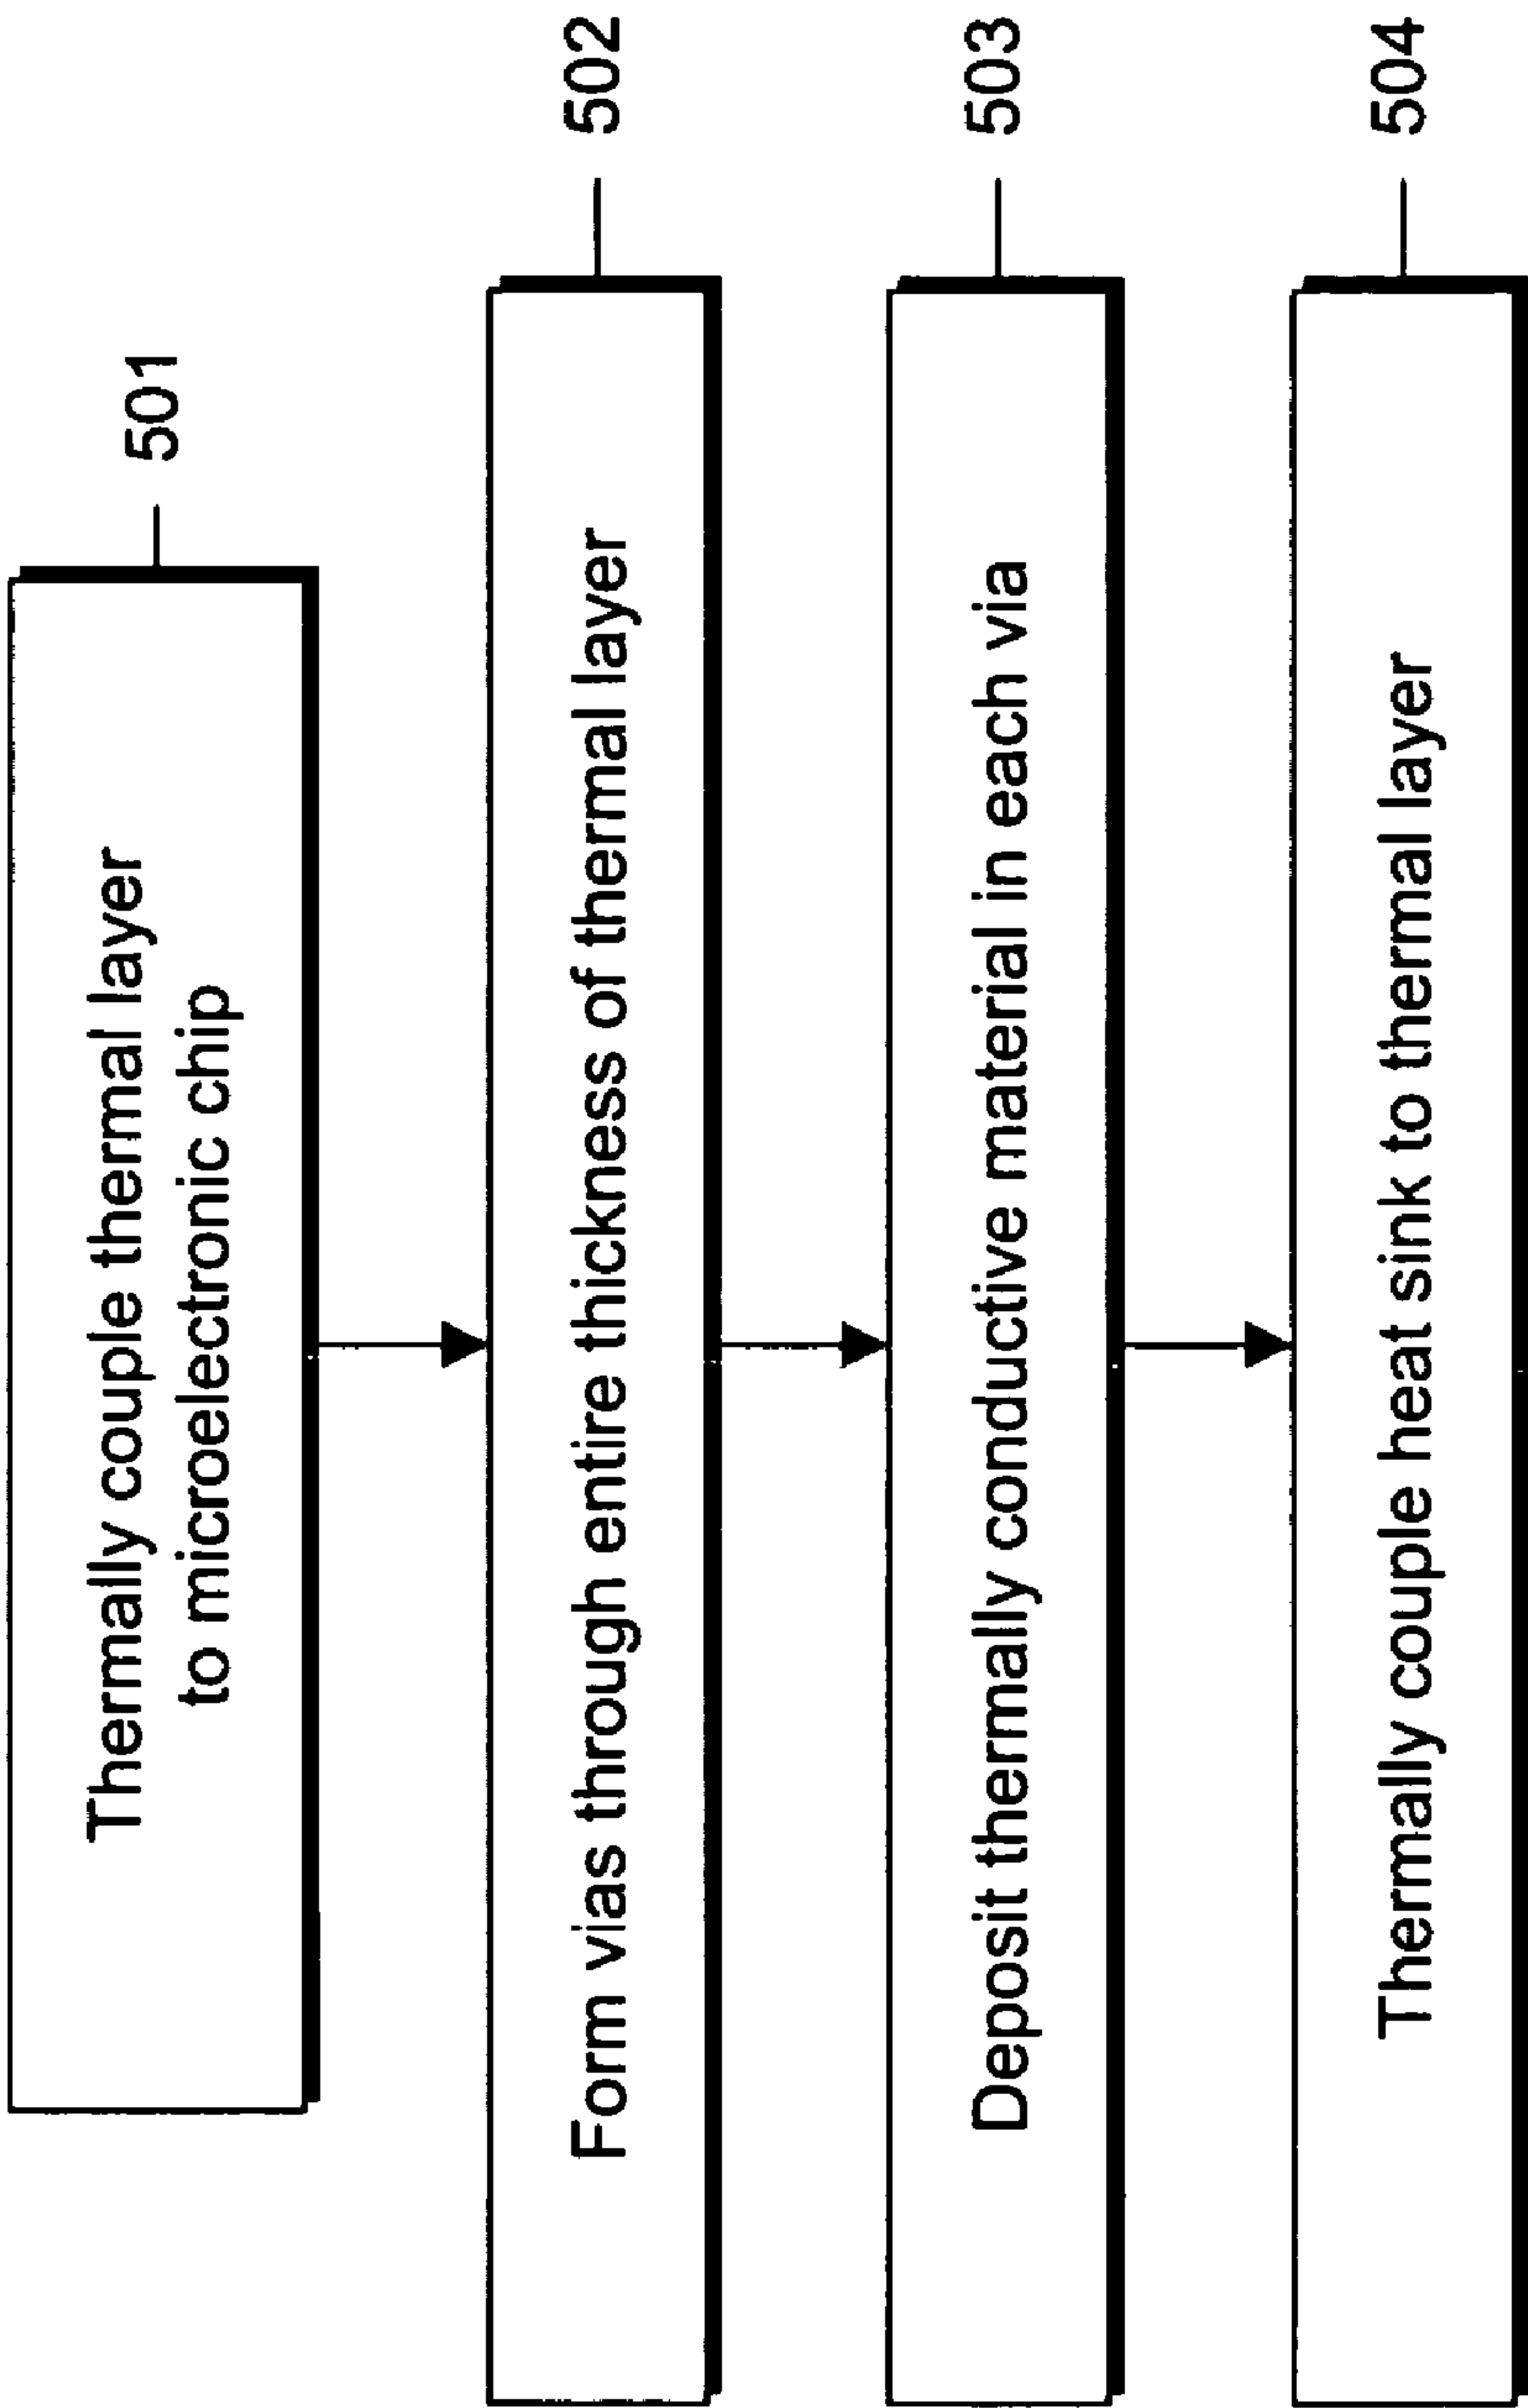 Thermally couple thermal layer
to microelectronic chip
501
Form vias through entire thickness of thermal layer
502
Deposit thermally conductive material in each via
503
Thermally couple heat sink to thermal layer
504